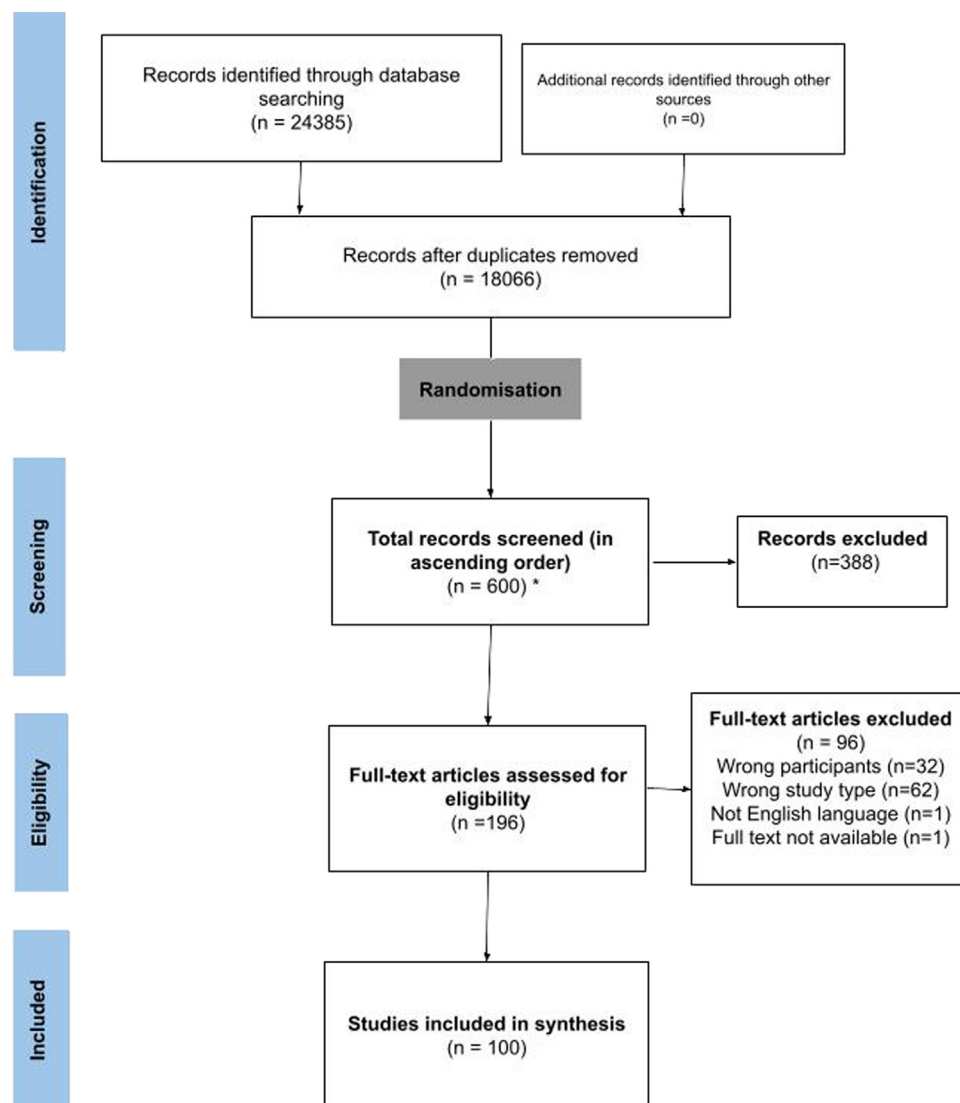 Identification
Records identified through database
searching
(n = 24385)
Additional records identified through other
sources
(n =0)
Records after duplicates removed
(n = 18066)
Randomisation
Screening
Total records screened (in
ascending order)
(n = 600) *
Records excluded
(n=388)
Eligibility
Full-text articles assessed for
eligibility
(n =196)
Full-text articles excluded
(n = 96)
Wrong participants (n=32)
Wrong study type (n=62)
Not English language (n=1)
Full text not available (n=1)
Included
Studies included in synthesis
(n = 100)